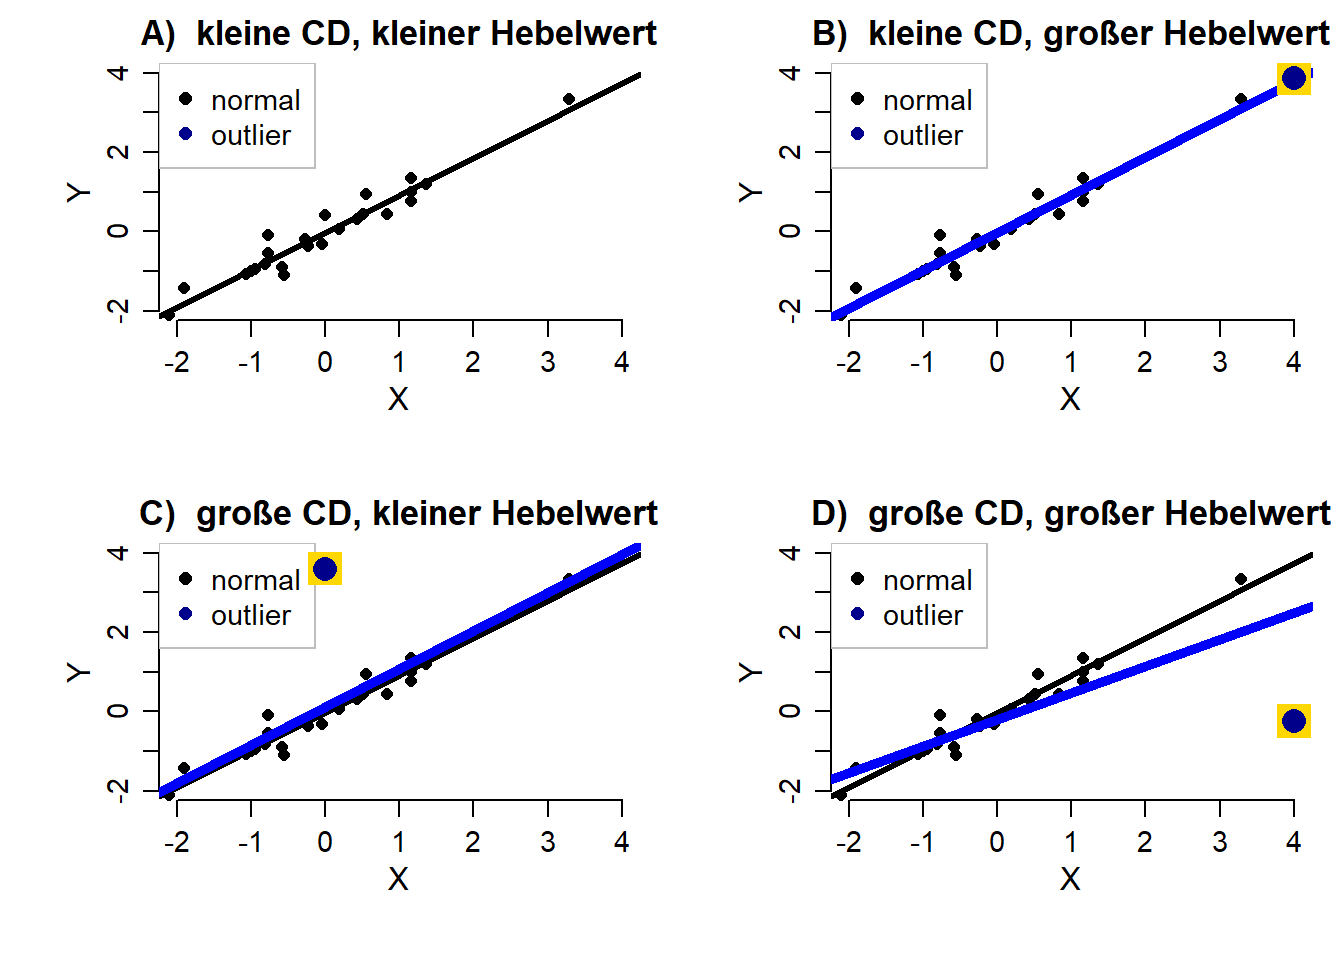 A)  kleine CD, kleiner Hebelwert
4
2
0
-2
Y
normal
outlier
-2 -1 0 1 2 3 4
X
B)  kleine CD, großer Hebelwert
4
2
0
-2
Y
normal
outlier
-2 -1 0 1 2 3 4
X
C)  große CD, kleiner Hebelwert
4
2
0
-2
Y
normal
outlier
-2 -1 0 1 2 3 4
X
D)  große CD, großer Hebelwert
4
2
0
-2
Y
normal
outlier
-2 -1 0 1 2 3 4
X